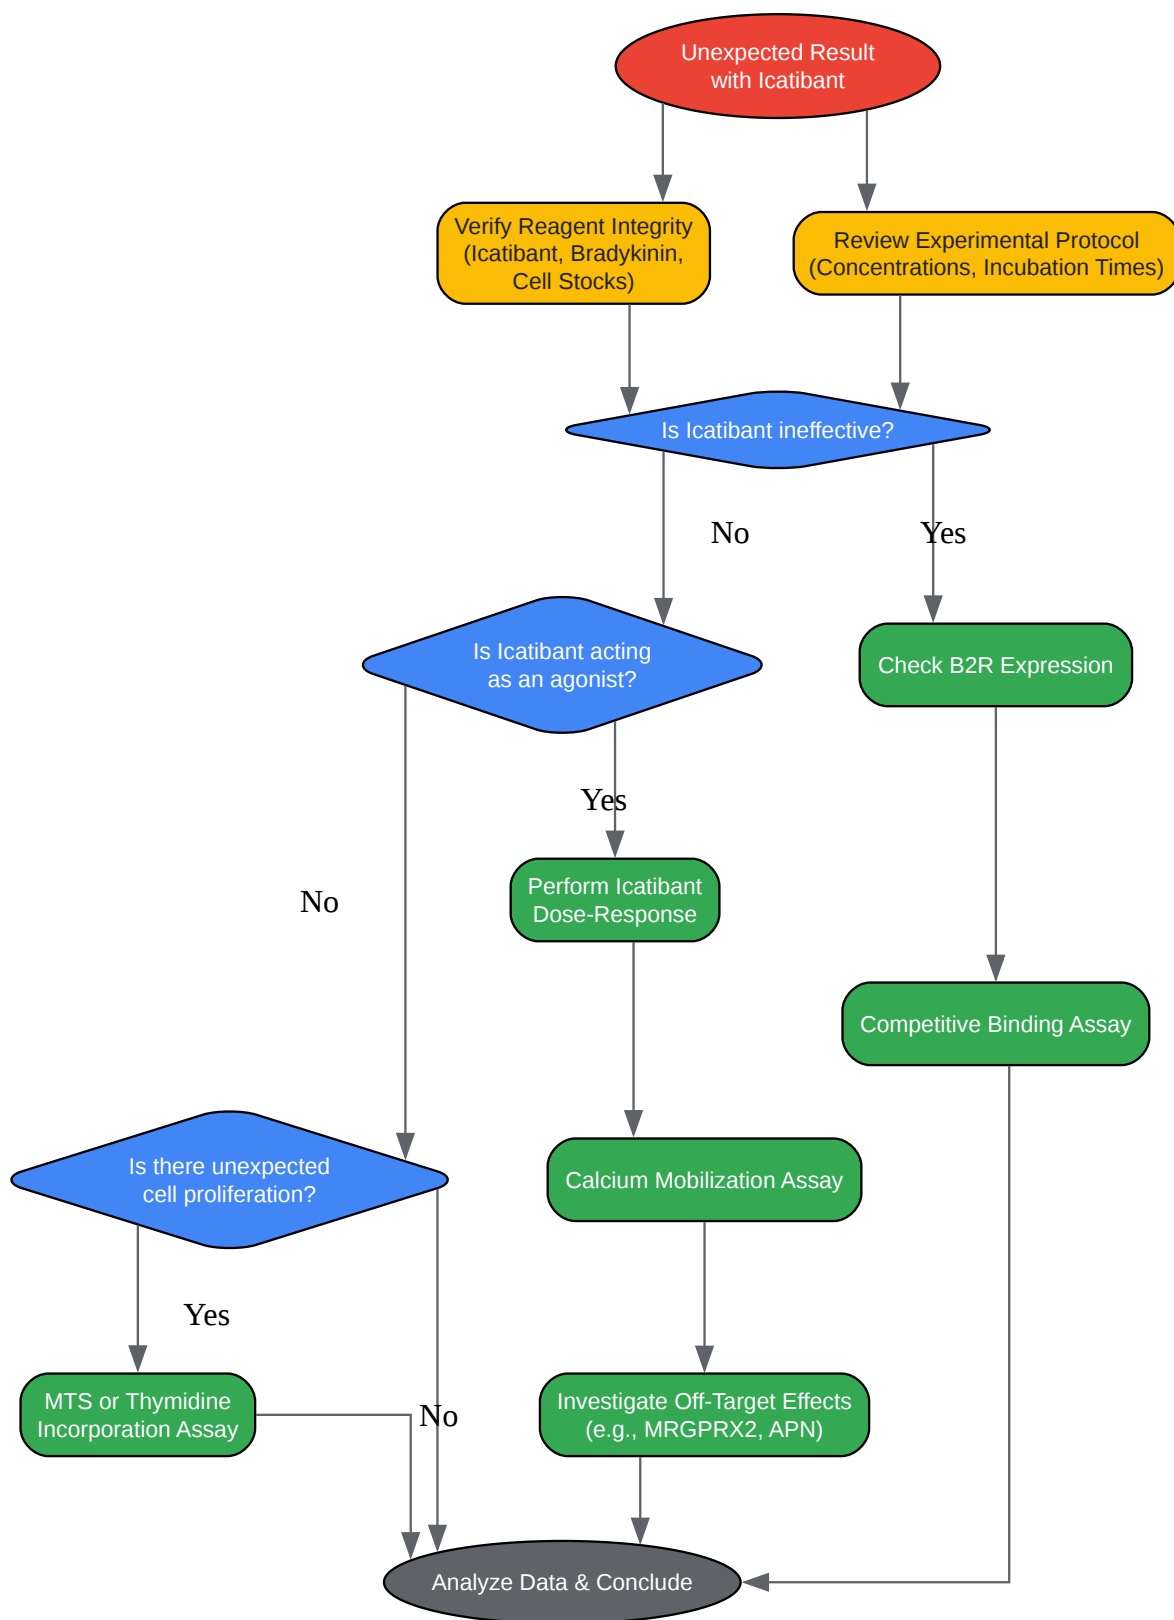 Unexpected Result
with Icatibant
Verify Reagent Integrity
(Icatibant, Bradykinin,
Cell Stocks)
Review Experimental Protocol
(Concentrations, Incubation Times)
Is Icatibant ineffective?
No
Yes
Is Icatibant acting
as an agonist?
Check B2R Expression
Yes
No
Perform Icatibant
Dose-Response
Competitive Binding Assay
Is there unexpected
cell proliferation?
Calcium Mobilization Assay
Yes
MTS or Thymidine
Incorporation Assay
No
Investigate Off-Target Effects
(e.g., MRGPRX2, APN)
Analyze Data & Conclude